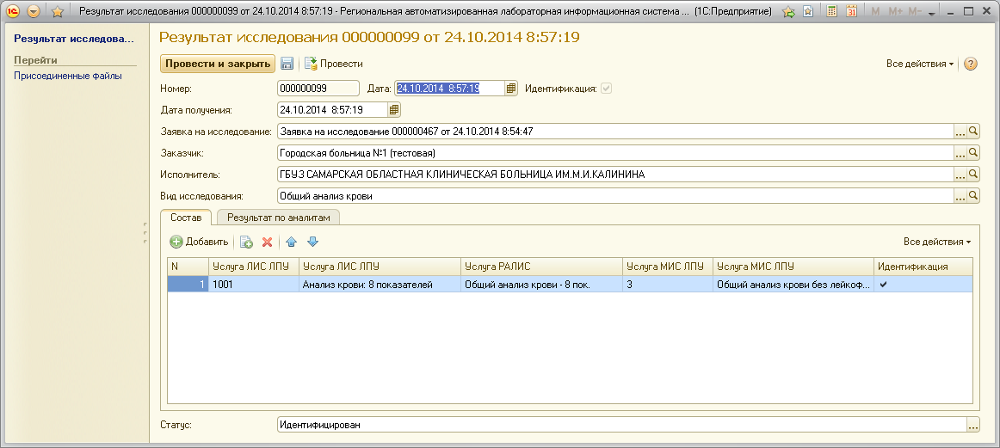 Результат исследования 000000099 от 24.10.2014 8:57:19 - Региональная автоматизированная лабораторная информационная система ... (1С:Предприятие)
M M+ M-
Результат исследова...
Перейти
Присоединенные файлы
Результат исследования 000000099 от 24.10.2014 8:57:19
Провести и закрыть Провести Все действия
Номер: 000000099 Дата: 24.10.2014 8:57:19 Идентификация:
Дата получения: 24.10.2014 8:57:19
Заявка на исследование: Заявка на исследование 000000467 от 24.10.2014 8:54:47 ...
Заказчик: Городская больница №1 (тестовая) ...
Исполнитель: ГБУЗ САМАРСКАЯ ОБЛАСТНАЯ КЛИНИЧЕСКАЯ БОЛЬНИЦА ИМ.М.И.КАЛИНИНА ...
Вид исследования: Общий анализ крови ...
Состав Результат по аналитам
Добавить Все действия
N Услуга ЛИС ЛПУ Услуга ЛИС ЛПУ Услуга РАЛИС Услуга МИС ЛПУ Услуга МИС ЛПУ Идентификация
1 1001 Анализ крови: 8 показателей Общий анализ крови - 8 пок. 3 Общий анализ крови без лейкоф...
Статус: Идентифицирован ...